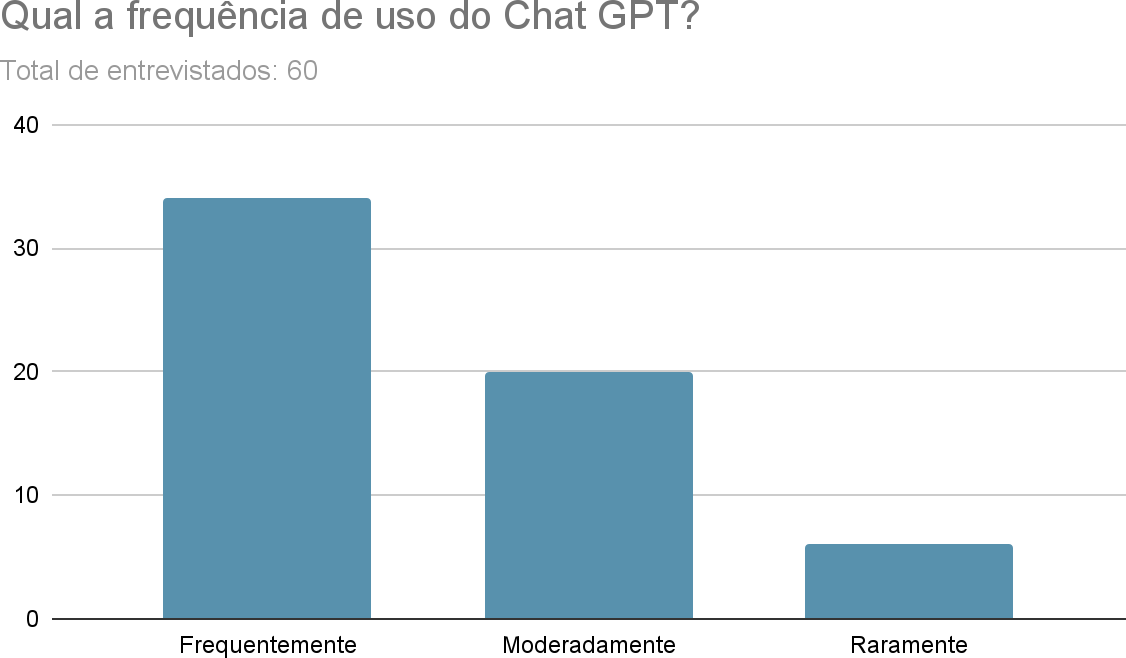 Qual a frequência de uso do Chat GPT?
Total de entrevistados: 60
40
30
20
10
0
Frequentemente Moderadamente Raramente